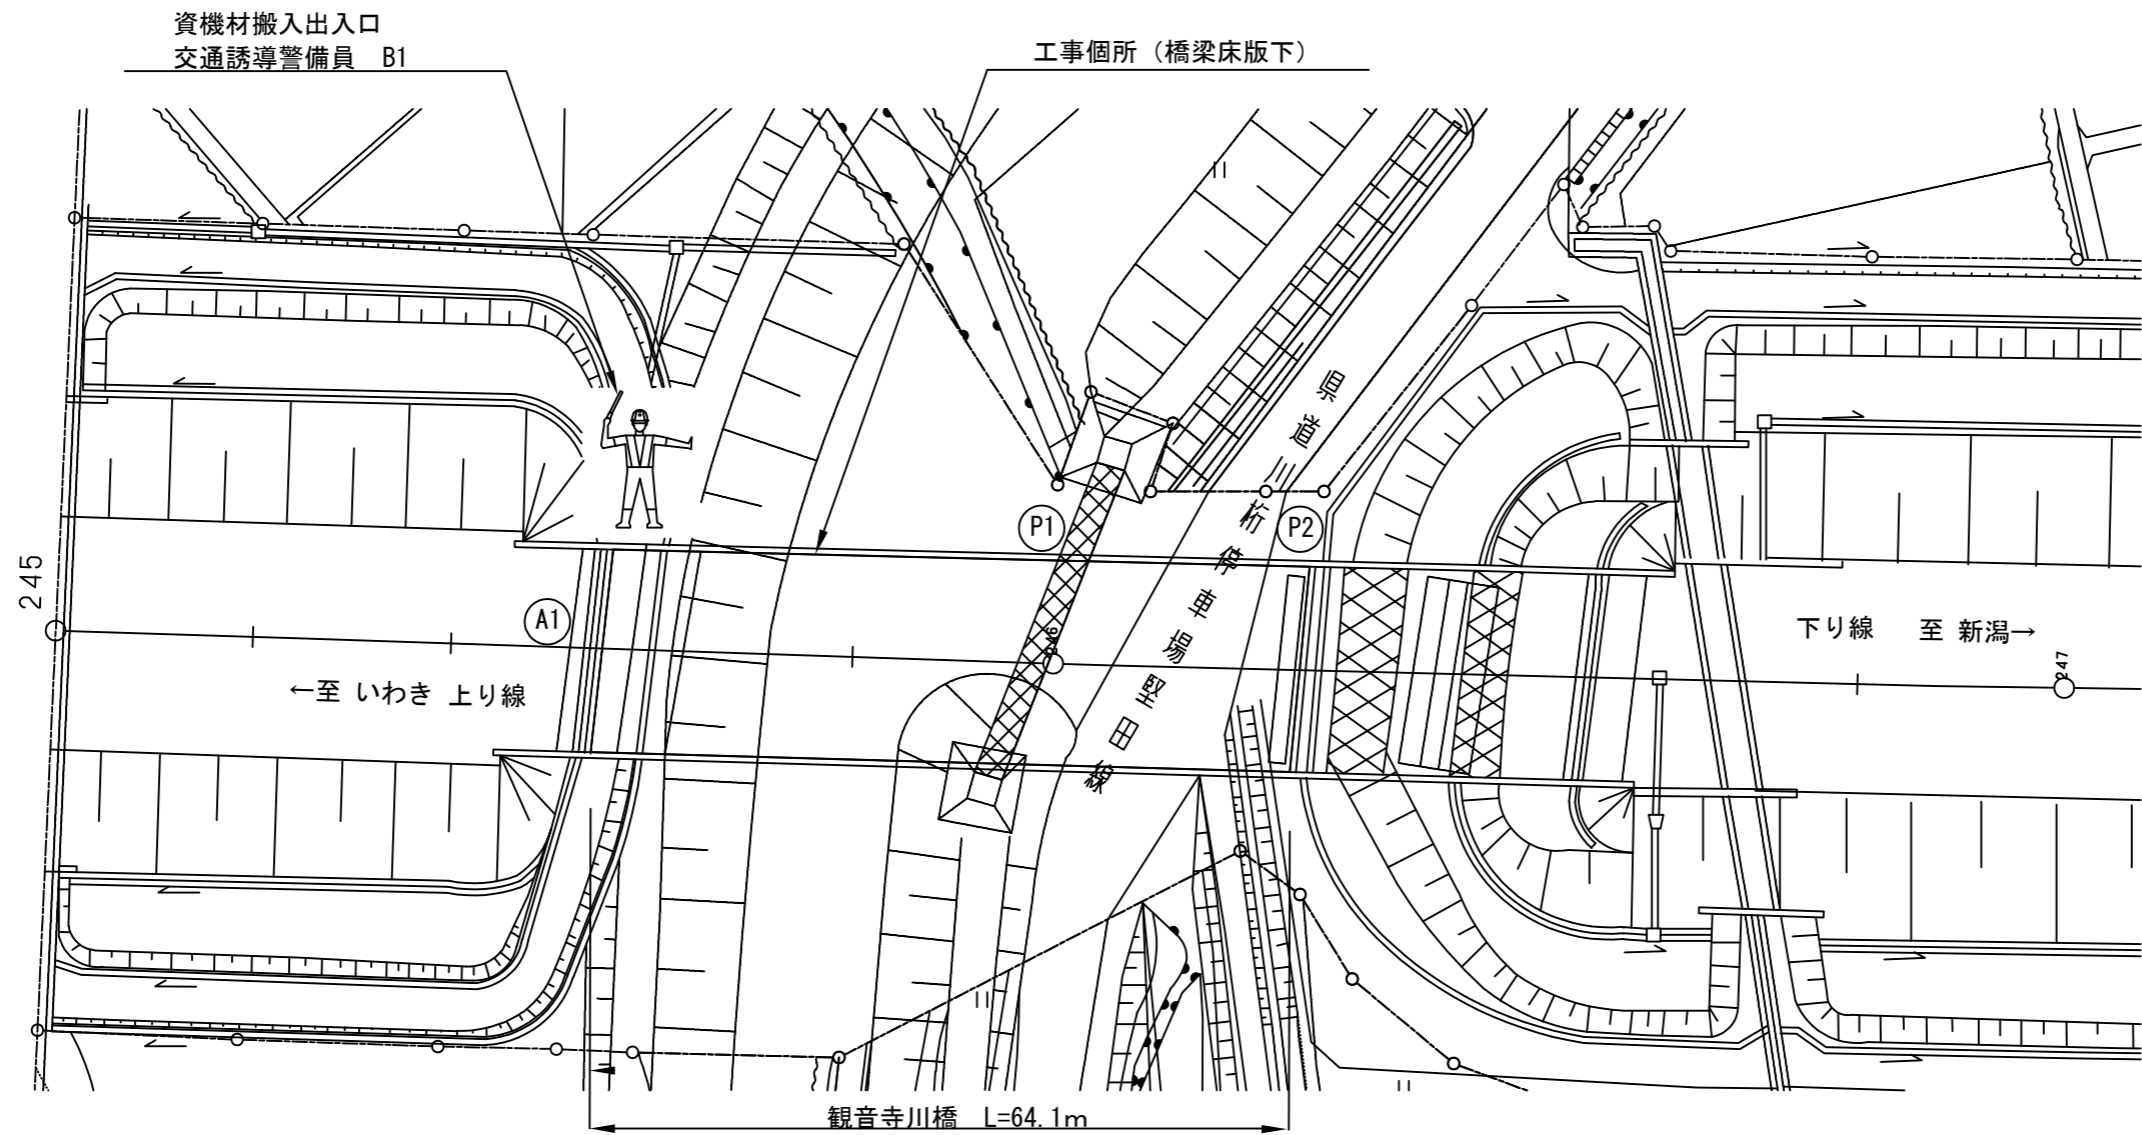 資機材搬入出入口
交通誘導警備員 B1
工事個所（橋梁床版下）
県道川桁停車場堅田線
P1
P2
245
A1
246
下り線 至 新潟→
247
←至 いわき 上り線
観音寺川橋 L=64.1m